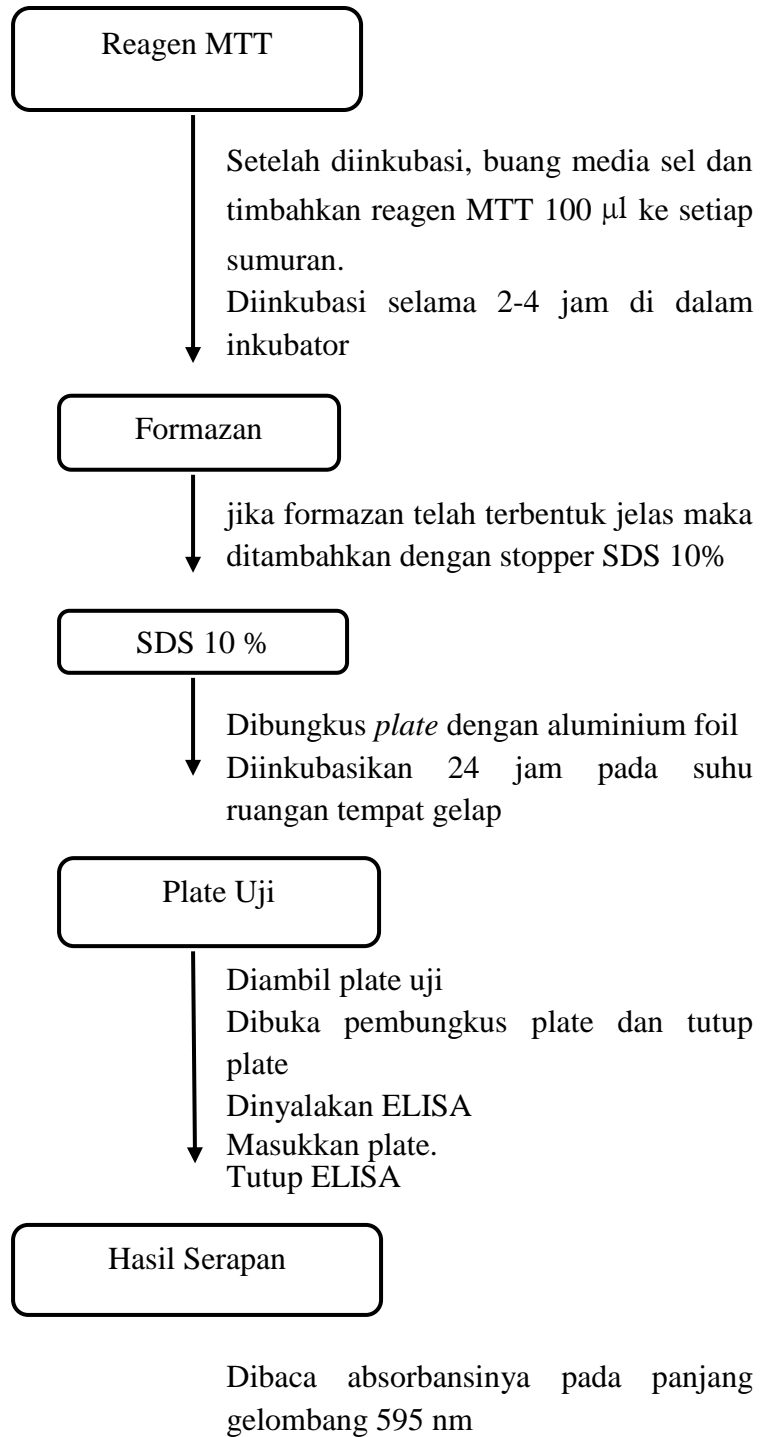 Reagen MTT
Setelah diinkubasi, buang media sel dan
timbahkan reagen MTT 100 μl ke setiap
sumuran.
Diinkubasi selama 2-4 jam di dalam
inkubator
Formazan
jika formazan telah terbentuk jelas maka
ditambahkan dengan stopper SDS 10%
SDS 10 %
Dibungkus plate dengan aluminium foil
Diinkubasikan 24 jam pada suhu
ruangan tempat gelap
Plate Uji
Diambil plate uji
Dibuka pembungkus plate dan tutup
plate
Dinyalakan ELISA
Masukkan plate.
Tutup ELISA
Hasil Serapan
Dibaca absorbansinya pada panjang
gelombang 595 nm